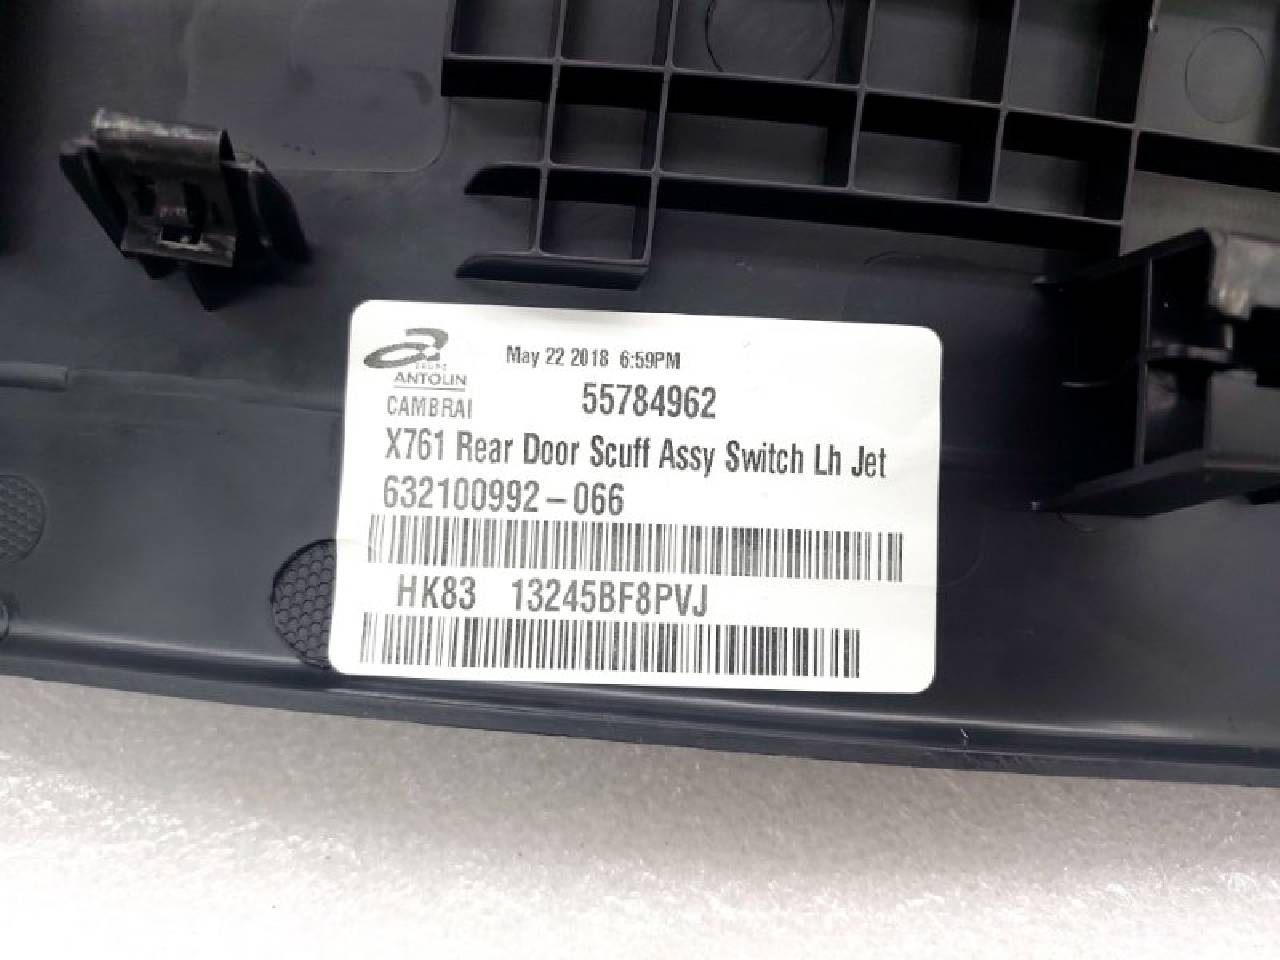 GRUPO
ANTOLIN
May 22 2018 6:59PM
CAMBRAI
55784962
X761 Rear Door Scuff Assy Switch Lh Jet
632100992-066
HK83 13245BF8PVJ